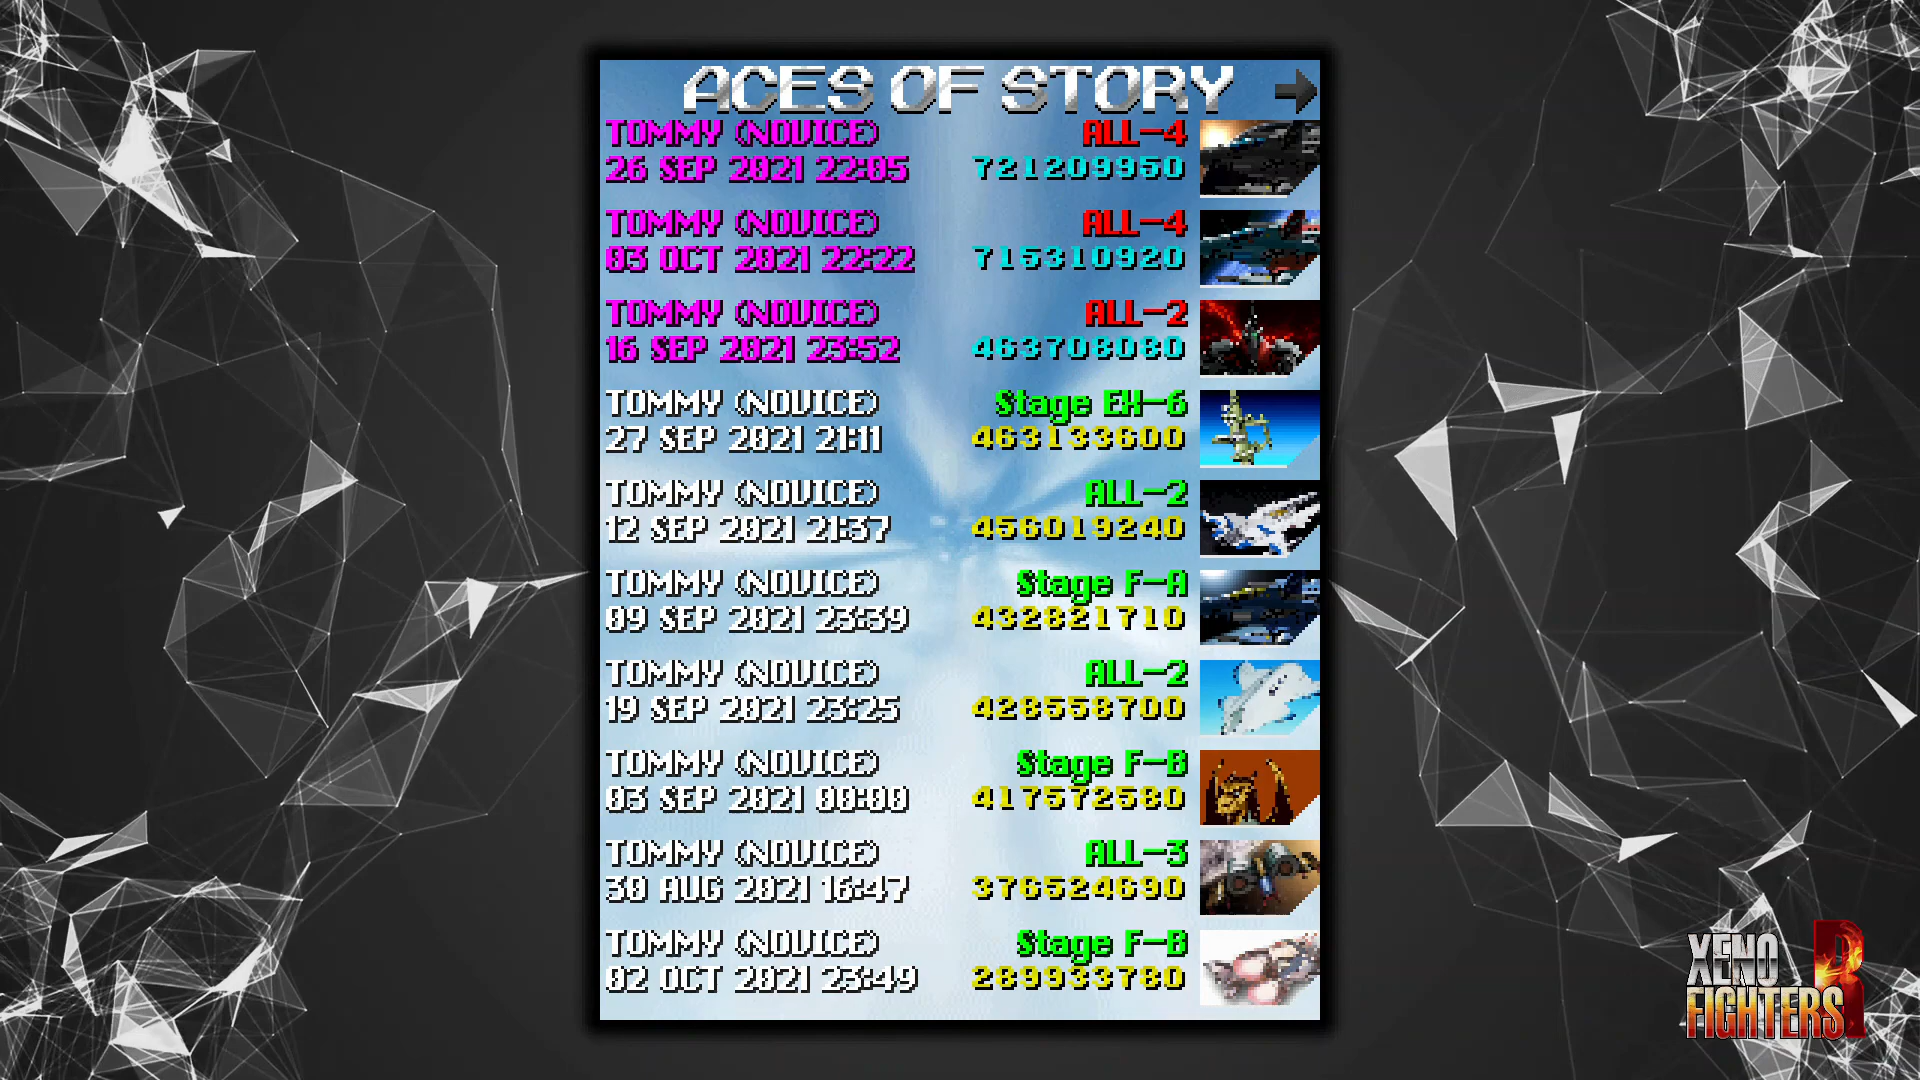 ACES OF STORY
TOMMY (NOVICE) ALL-4
26 SEP 2021 22:05 721209950
TOMMY (NOVICE) ALL-4
03 OCT 2021 22:22 715310920
TOMMY (NOVICE) ALL-2
16 SEP 2021 23:52 463708080
TOMMY (NOVICE) Stage EX-6
27 SEP 2021 21:11 463133600
TOMMY (NOVICE) ALL-2
12 SEP 2021 21:37 456019240
TOMMY (NOVICE) Stage F-A
09 SEP 2021 23:39 432821710
TOMMY (NOVICE) ALL-2
19 SEP 2021 23:25 428558700
TOMMY (NOVICE) Stage F-B
03 SEP 2021 00:00 417572580
TOMMY (NOVICE) ALL-3
30 AUG 2021 16:47 376524690
TOMMY (NOVICE) Stage F-B
02 OCT 2021 23:49 289933780
XENO
FIGHTERS R